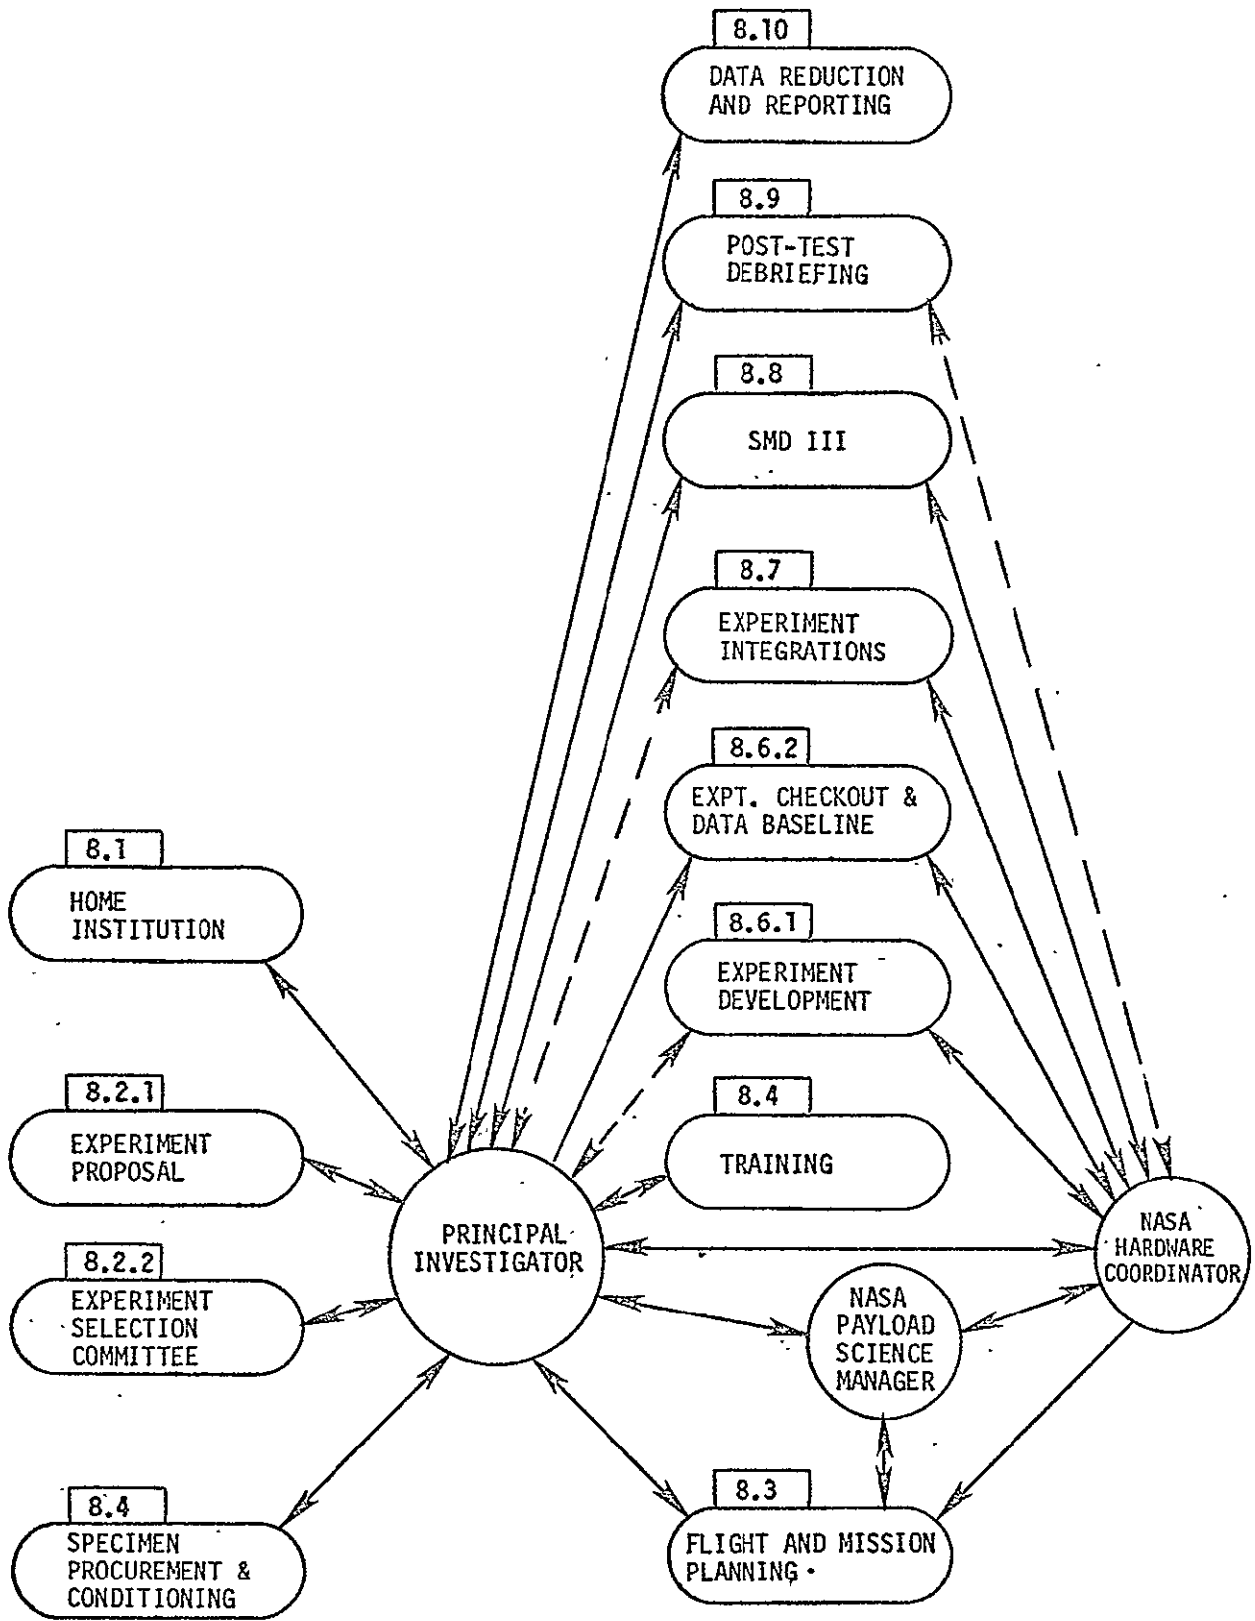 8.10
DATA REDUCTION
AND REPORTING
8.9
POST-TEST
DEBRIEFING
8.8
SMD III
8.7
EXPERIMENT
INTEGRATIONS
8.6.2
EXPT. CHECKOUT &
DATA BASELINE
8.6.1
EXPERIMENT
DEVELOPMENT
8.4
TRAINING
8.1
HOME
INSTITUTION
8.2.1
EXPERIMENT
PROPOSAL
8.2.2
EXPERIMENT
SELECTION
COMMITTEE
8.4
SPECIMEN
PROCUREMENT &
CONDITIONING
PRINCIPAL
INVESTIGATOR
NASA
HARDWARE
COORDINATOR
NASA
PAYLOAD
SCIENCE
MANAGER
8.3
FLIGHT AND MISSION
PLANNING